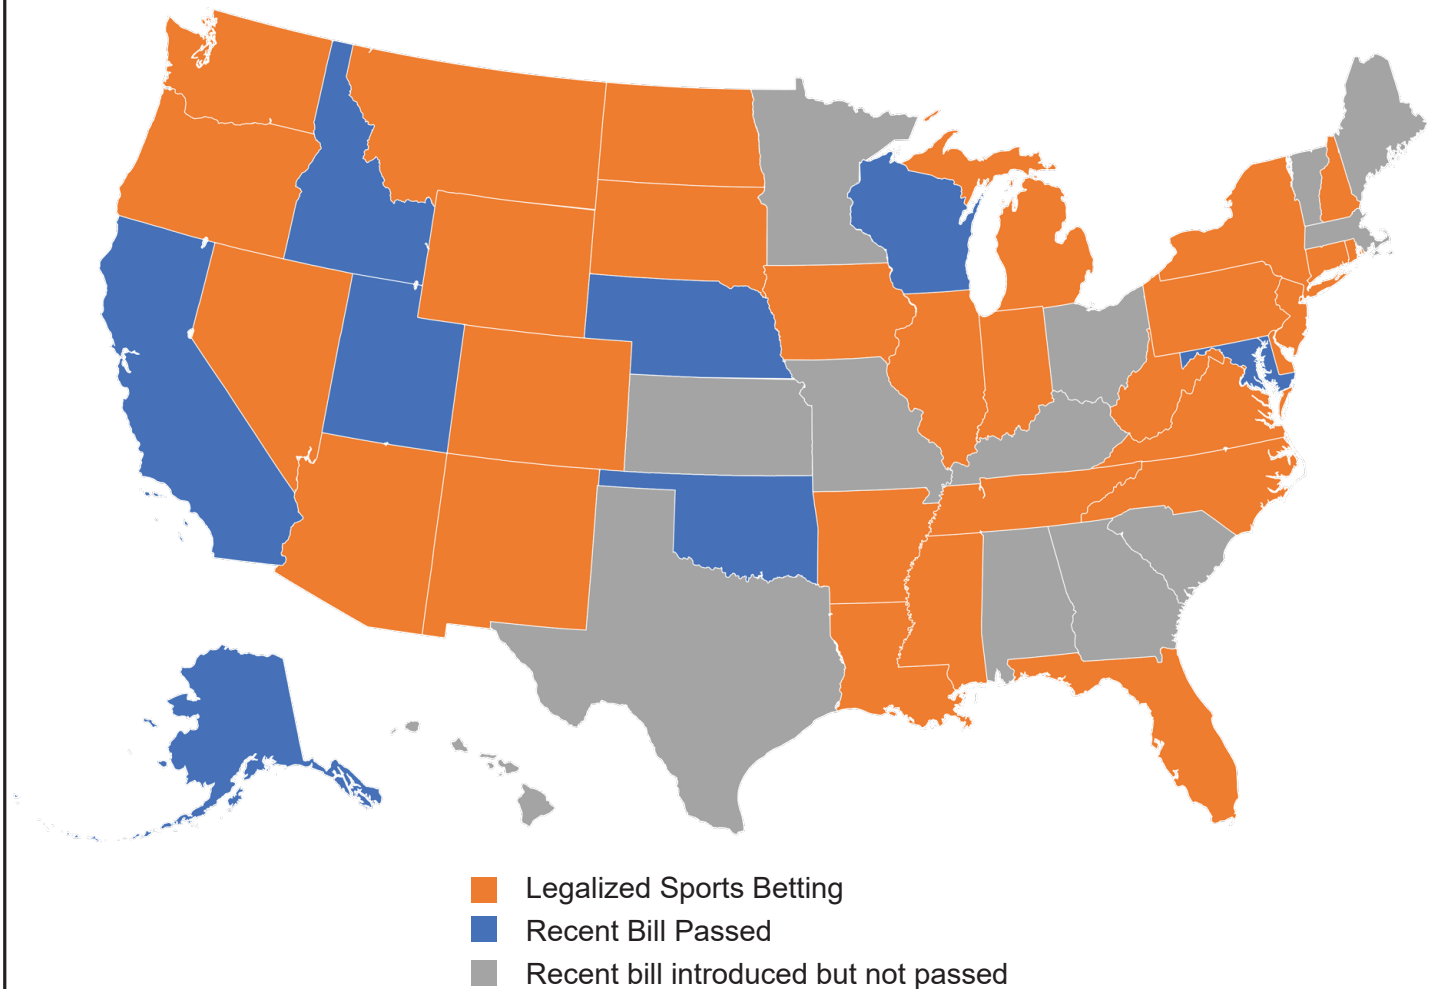 Legalized Sports Betting
Recent Bill Passed
Recent bill introduced but not passed